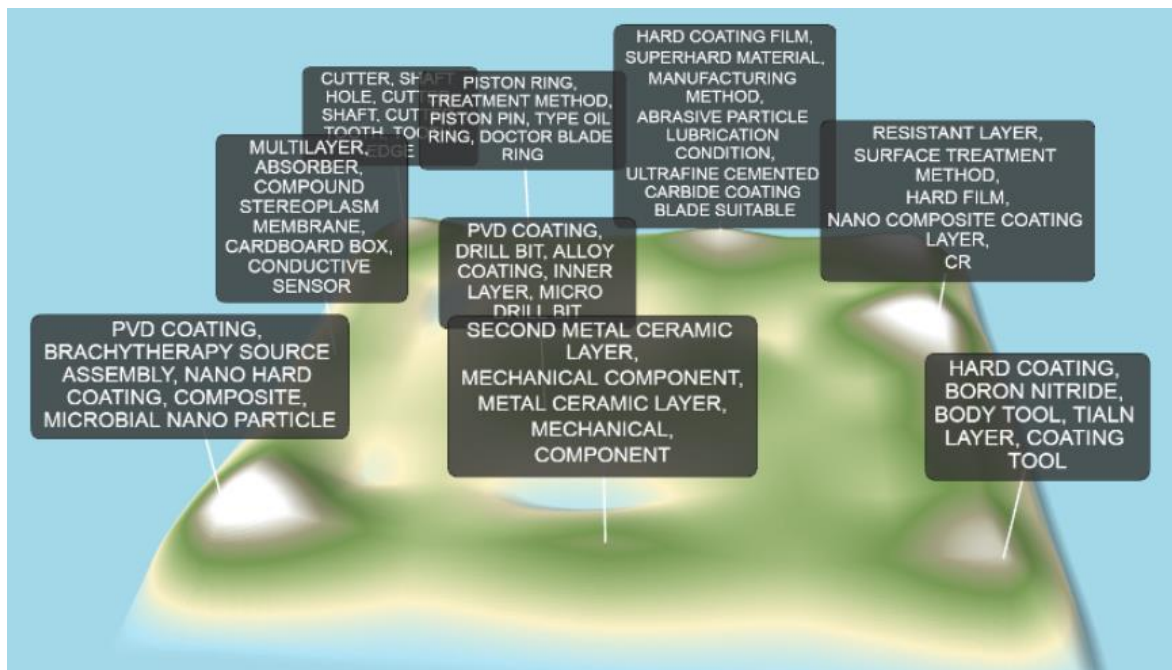 HARD COATING FILM,
SUPERHARD MATERIAL,
MANUFACTURING
METHOD,
ABRASIVE PARTICLE
LUBRICATION
CONDITION,
ULTRAFINE CEMENTED
CARBIDE COATING
BLADE SUITABLE
CUTTER, SHAFT
HOLE, CUTTER
SHAFT, CUTTER
TOOTH, TOOL
EDGE
PISTON RING,
TREATMENT METHOD,
PISTON PIN, TYPE OIL
RING, DOCTOR BLADE
RING
RESISTANT LAYER,
SURFACE TREATMENT
METHOD,
HARD FILM,
NANO COMPOSITE COATING
LAYER,
CR
MULTILAYER,
ABSORBER,
COMPOUND
STEREOPLASM
MEMBRANE,
CARDBOARD BOX,
CONDUCTIVE
SENSOR
PVD COATING,
DRILL BIT, ALLOY
COATING, INNER
LAYER, MICRO
DRILL BIT
PVD COATING,
BRACHYTHERAPY SOURCE
ASSEMBLY, NANO HARD
COATING, COMPOSITE,
MICROBIAL NANO PARTICLE
SECOND METAL CERAMIC
LAYER,
MECHANICAL COMPONENT,
METAL CERAMIC LAYER,
MECHANICAL,
COMPONENT
HARD COATING,
BORON NITRIDE,
BODY TOOL, TIALN
LAYER, COATING
TOOL